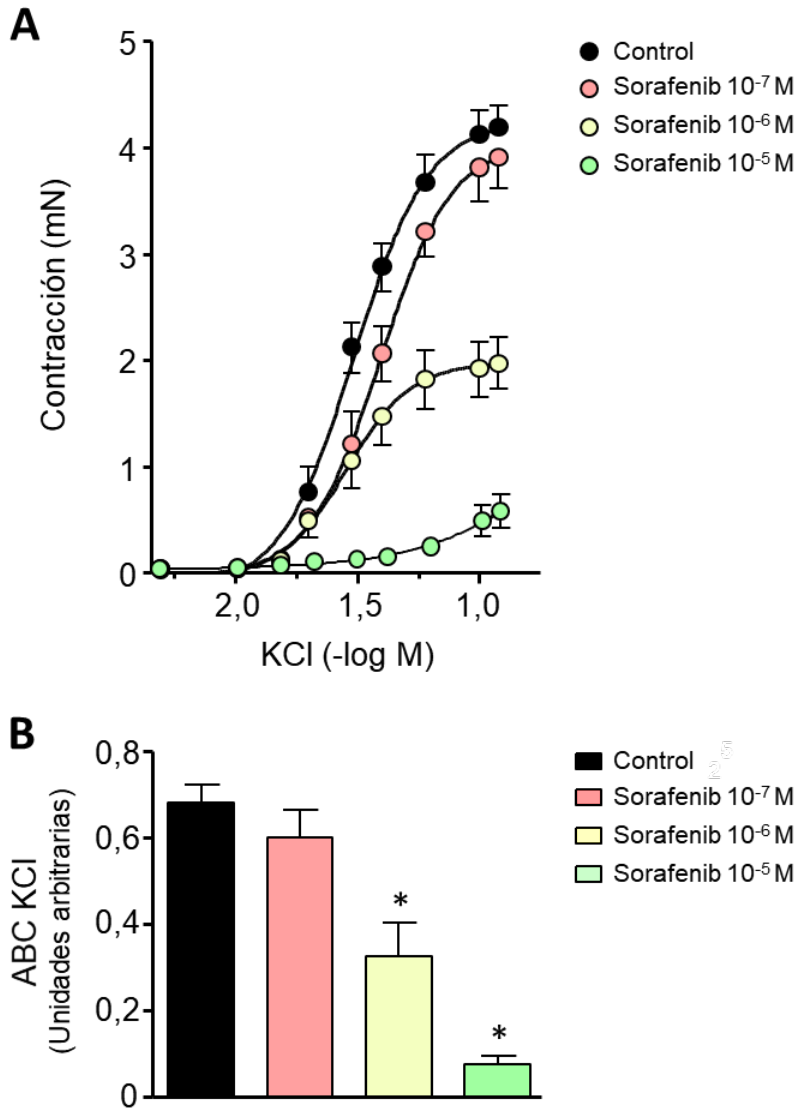 A
5
4
3
2
1
0
Contracción (mN)
2,0 1,5 1,0
KCl (-log M)
Control
Sorafenib 10⁻⁷ M
Sorafenib 10⁻⁶ M
Sorafenib 10⁻⁵ M
B
0,8
0,6
0,4
0,2
0
ABC KCl
(Unidades arbitrarias)
*
*
Control
Sorafenib 10⁻⁷ M
Sorafenib 10⁻⁶ M
Sorafenib 10⁻⁵ M